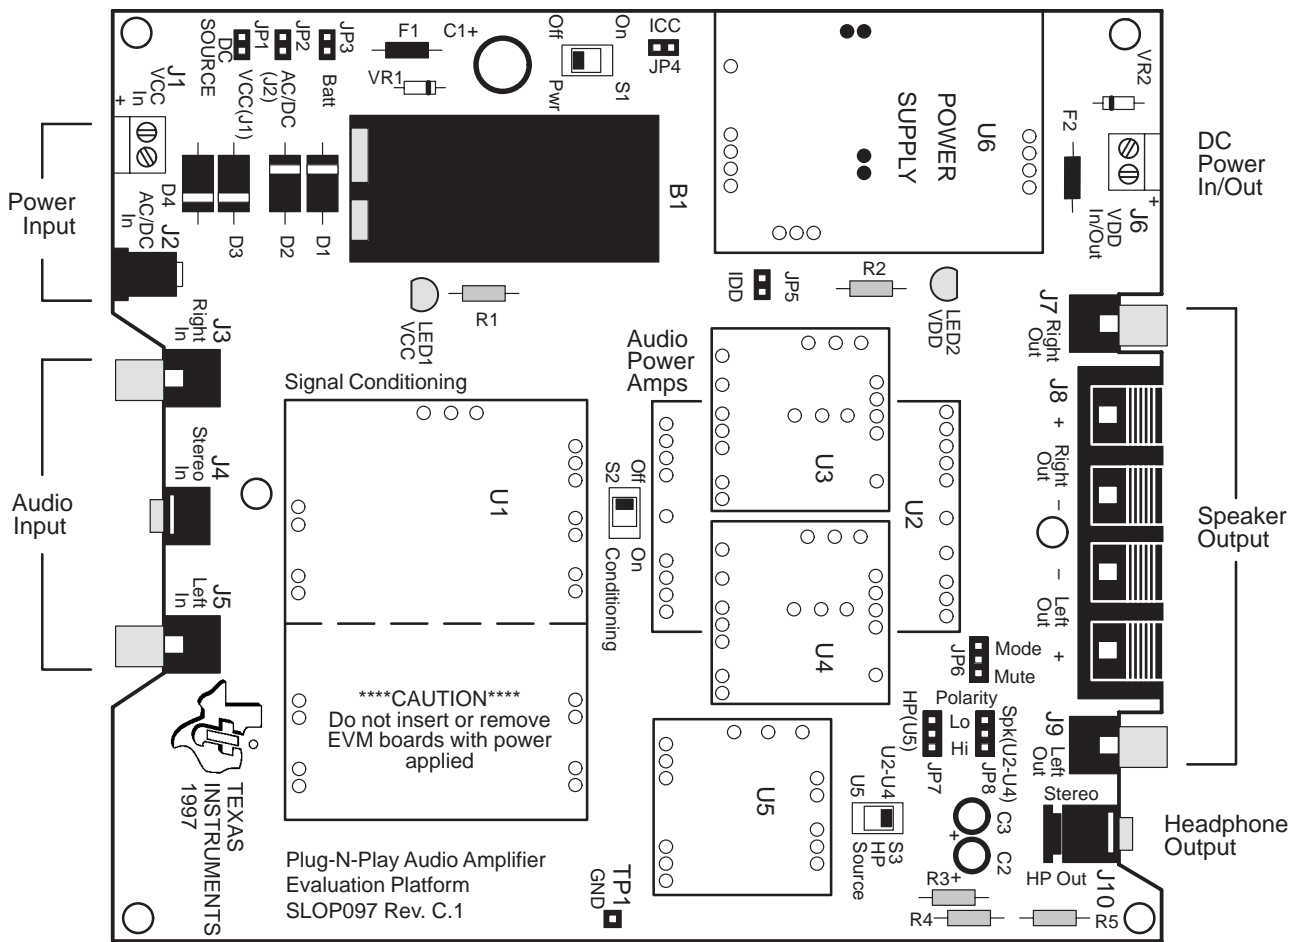 SOURCE
DC
JP1
VCC(J1)
JP2
AC/DC
(J2)
JP3
Batt
F1
VR1
C1+
Off
On
Pwr
S1
ICC
JP4
U6
POWER
SUPPLY
VR2
F2
J1
VCC
In
+
J6
VDD
In/Out
+
DC
Power
In/Out
Power
Input
D4
D3
D2
D1
B1
J2
AC/DC
In
LED1
VCC
R1
IDD
JP5
R2
LED2
VDD
J3
Right
In
J7
Right
Out
Audio
Power
Amps
Signal Conditioning
U1
U3
U2
U4
S2
Off
On
Conditioning
J4
Stereo
In
Audio
Input
J5
Left
In
J8
+
Right
Out
–
–
Left
Out
+
Speaker
Output
JP6
Mode
Mute
Polarity
HP(U5)
Lo
Hi
JP7
Spk(U2-U4)
JP8
J9
Left
Out
****CAUTION****
Do not insert or remove
EVM boards with power
applied
TEXAS
INSTRUMENTS
1997
U5
U2-U4
U5
S3
HP
Source
C3
+
C2
Stereo
HP Out
J10
Headphone
Output
R3+
R4
R5
TP1
GND
Plug-N-Play Audio Amplifier
Evaluation Platform
SLOP097 Rev. C.1